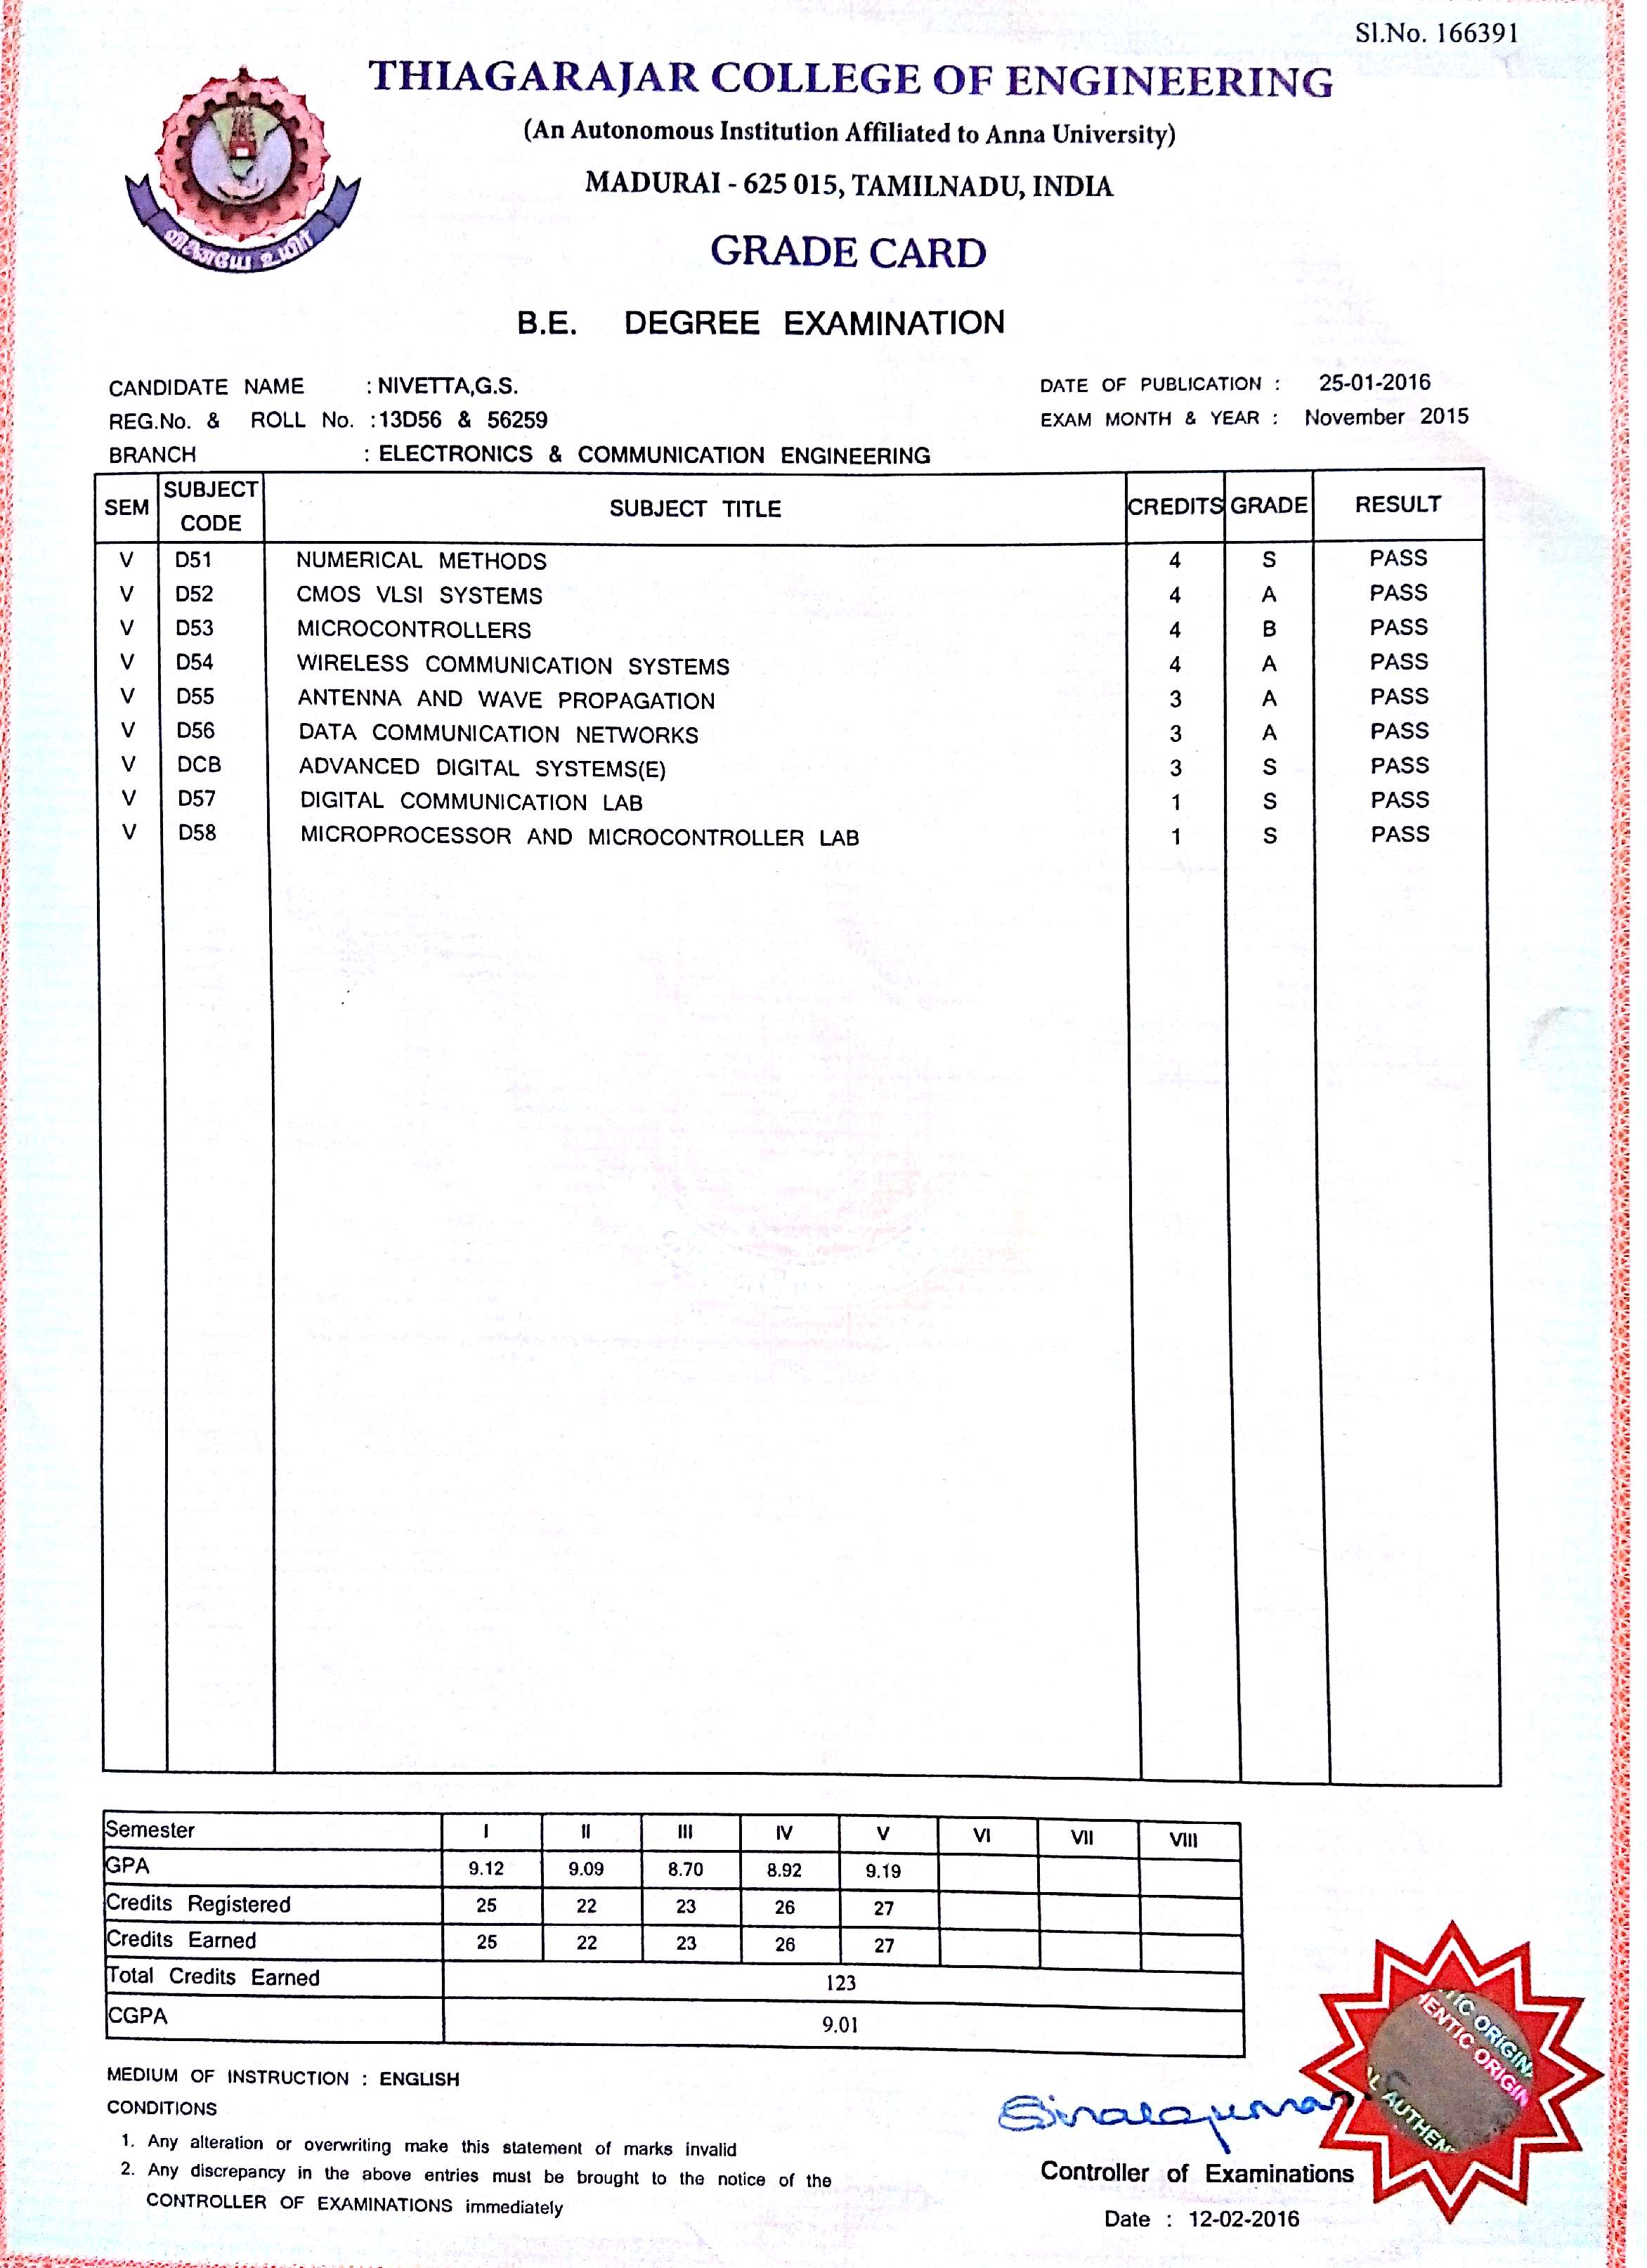 Sl.No. 166391
THIAGARAJAR COLLEGE OF ENGINEERING
(An Autonomous Institution Affiliated to Anna University)
MADURAI - 625 015, TAMILNADU, INDIA
வினையே உயிர்
GRADE CARD
B.E. DEGREE EXAMINATION
CANDIDATE NAME : NIVETTA,G.S. DATE OF PUBLICATION : 25-01-2016
REG.No. & ROLL No. :13D56 & 56259 EXAM MONTH & YEAR : November 2015
BRANCH : ELECTRONICS & COMMUNICATION ENGINEERING
SEM SUBJECT CODE SUBJECT TITLE CREDITS GRADE RESULT
V D51 NUMERICAL METHODS 4 S PASS
V D52 CMOS VLSI SYSTEMS 4 A PASS
V D53 MICROCONTROLLERS 4 B PASS
V D54 WIRELESS COMMUNICATION SYSTEMS 4 A PASS
V D55 ANTENNA AND WAVE PROPAGATION 3 A PASS
V D56 DATA COMMUNICATION NETWORKS 3 A PASS
V DCB ADVANCED DIGITAL SYSTEMS(E) 3 S PASS
V D57 DIGITAL COMMUNICATION LAB 1 S PASS
V D58 MICROPROCESSOR AND MICROCONTROLLER LAB 1 S PASS
Semester I II III IV V VI VII VIII
GPA 9.12 9.09 8.70 8.92 9.19
Credits Registered 25 22 23 26 27
Credits Earned 25 22 23 26 27
Total Credits Earned 123
CGPA 9.01
MEDIUM OF INSTRUCTION : ENGLISH
CONDITIONS
1. Any alteration or overwriting make this statement of marks invalid
2. Any discrepancy in the above entries must be brought to the notice of the
CONTROLLER OF EXAMINATIONS immediately
Controller of Examinations
Date : 12-02-2016